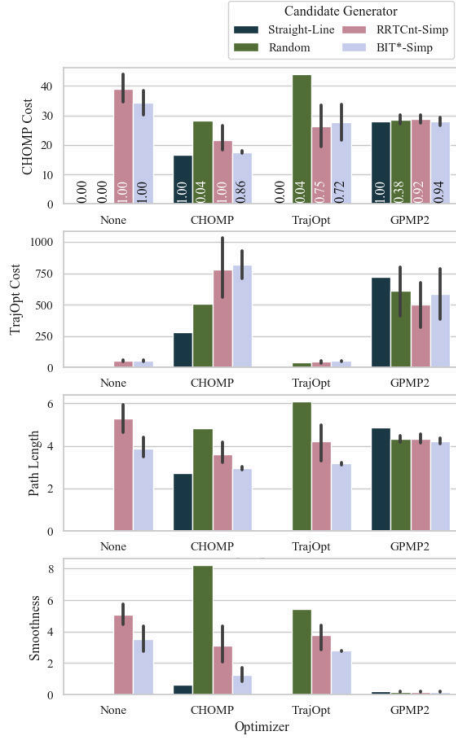 Candidate Generator
Straight-Line RRTCnt-Simp
Random BIT*-Simp
CHOMP Cost
40
30
20
10
0
0.00 0.00 1.00 1.00 1.00 0.04 1.00 0.86 0.00 0.04 0.75 0.72 1.00 0.38 0.92 0.94
None CHOMP TrajOpt GPMP2
TrajOpt Cost
1000
750
500
250
0
None CHOMP TrajOpt GPMP2
Path Length
6
4
2
0
None CHOMP TrajOpt GPMP2
Smoothness
8
6
4
2
0
None CHOMP TrajOpt GPMP2
Optimizer